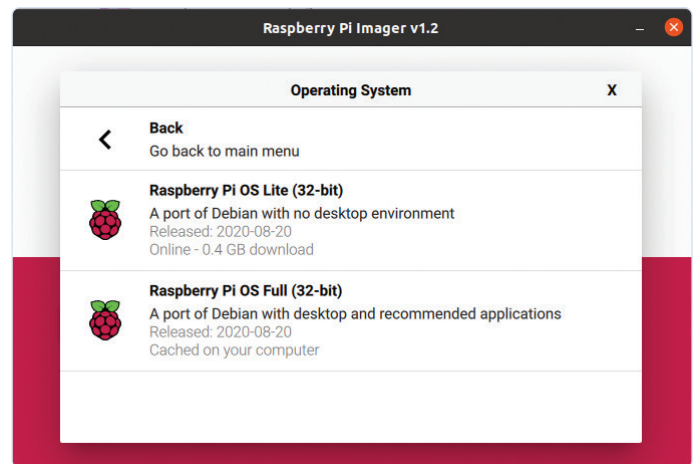 Raspberry Pi Imager v1.2
Operating System X
Back
Go back to main menu
Raspberry Pi OS Lite (32-bit)
A port of Debian with no desktop environment
Released: 2020-08-20
Online - 0.4 GB download
Raspberry Pi OS Full (32-bit)
A port of Debian with desktop and recommended applications
Released: 2020-08-20
Cached on your computer